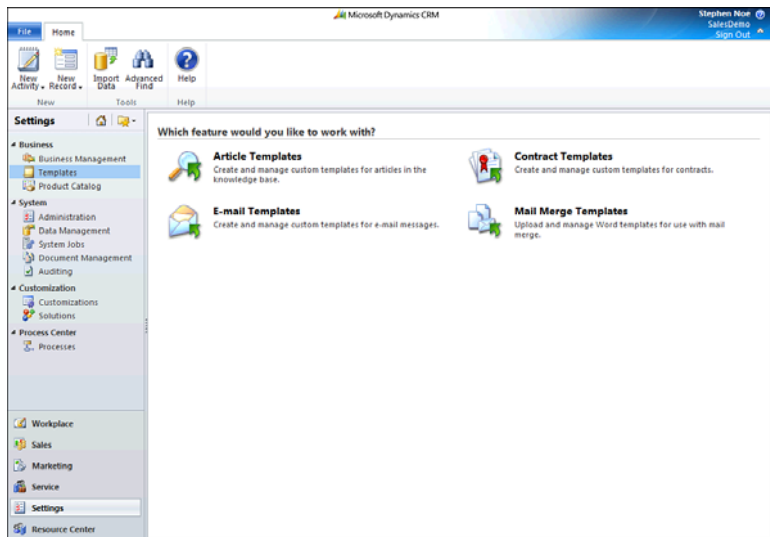 Microsoft Dynamics CRM
Stephen Noe
SalesDemo
Sign Out
File
Home
New Activity
New Record
Import Data
Advanced Find
Help
New
Tools
Help
Settings
Which feature would you like to work with?
Business
Business Management
Templates
Product Catalog
System
Administration
Data Management
System Jobs
Document Management
Auditing
Customization
Customizations
Solutions
Process Center
Processes
Article Templates
Create and manage custom templates for articles in the
knowledge base.
Contract Templates
Create and manage custom templates for contracts.
E-mail Templates
Create and manage custom templates for e-mail messages.
Mail Merge Templates
Upload and manage Word templates for use with mail
merge.
Workplace
Sales
Marketing
Service
Settings
Resource Center